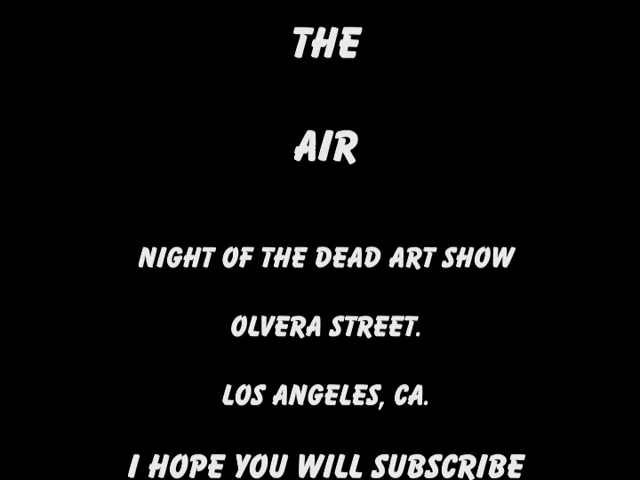 THE
AIR
NIGHT OF THE DEAD ART SHOW
OLVERA STREET.
LOS ANGELES, CA.
I HOPE YOU WILL SUBSCRIBE